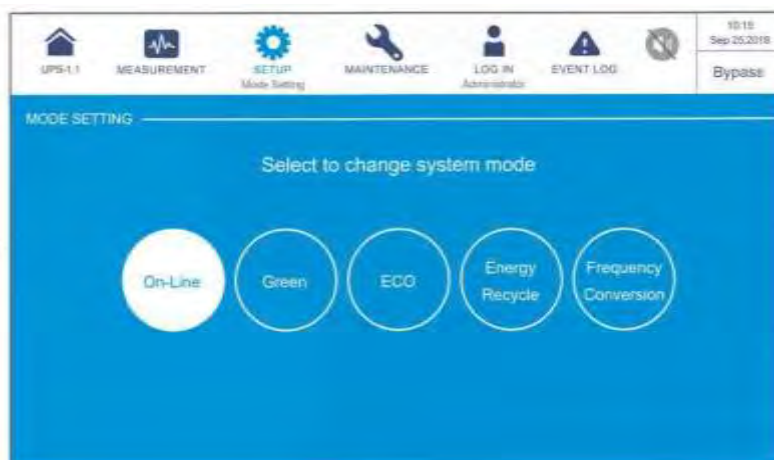 UPS-1.1
MEASUREMENT
SETUP
Mode Setting
MAINTENANCE
LOG IN
Administrator
EVENT LOG
10:15
Sep 25,2018
Bypass
MODE SETTING
Select to change system mode
On-Line
Green
ECO
Energy
Recycle
Frequency
Conversion